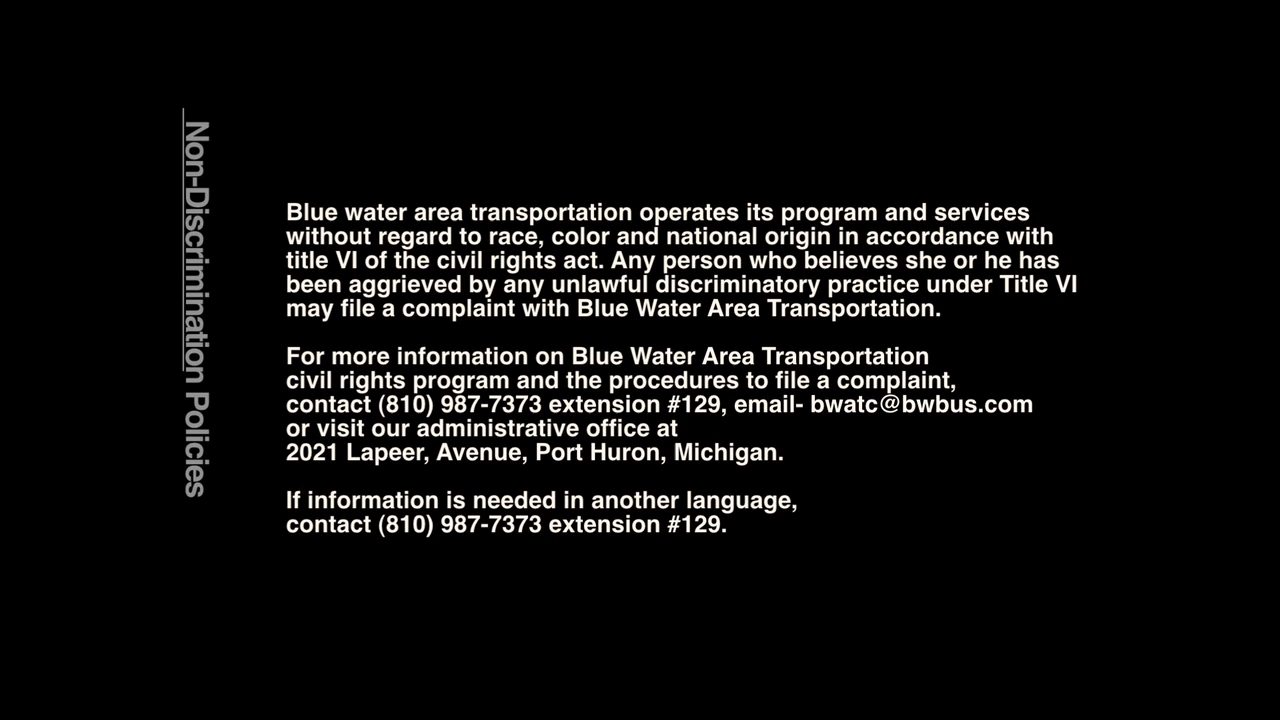 Non-Discrimination Policies
Blue water area transportation operates its program and services
without regard to race, color and national origin in accordance with
title VI of the civil rights act. Any person who believes she or he has
been aggrieved by any unlawful discriminatory practice under Title VI
may file a complaint with Blue Water Area Transportation.
For more information on Blue Water Area Transportation
civil rights program and the procedures to file a complaint,
contact (810) 987-7373 extension #129, email- bwatc@bwbus.com
or visit our administrative office at
2021 Lapeer, Avenue, Port Huron, Michigan.
If information is needed in another language,
contact (810) 987-7373 extension #129.